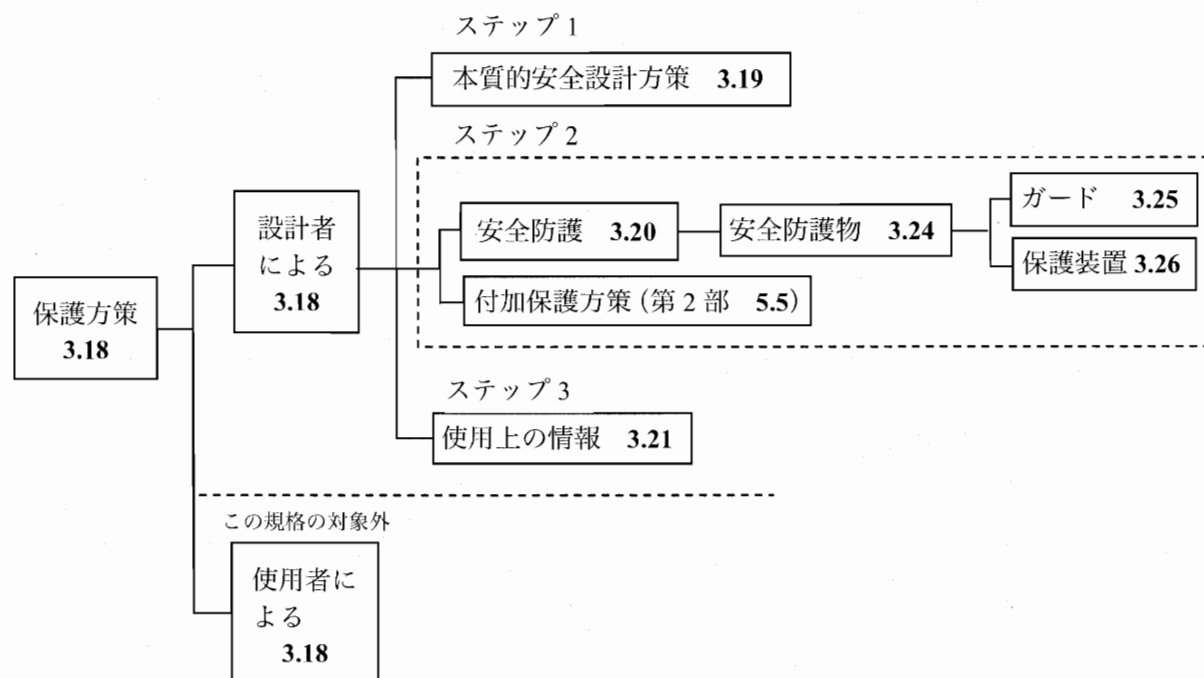 ステップ 1
本質的安全設計方策 3.19
ステップ 2
ガード 3.25
設計者
による
3.18
安全防護 3.20
安全防護物 3.24
保護装置 3.26
保護方策
3.18
付加保護方策 (第 2 部 5.5)
ステップ 3
使用上の情報 3.21
この規格の対象外
使用者に
よる
3.18